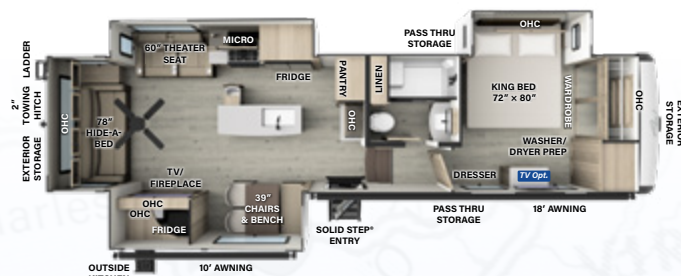 OHC
60" THEATER
SEAT
MICRO
FRIDGE
PASS THRU
STORAGE
PANTRY
LINEN
OHC
KING BED
72" × 80"
WARDROBE
OHC
EXTERIOR
STORAGE
LADDER
2"
TOWING
HITCH
EXTERIOR
STORAGE
OHC
78"
HIDE-A-
BED
TV/
FIREPLACE
OHC
OHC
FRIDGE
39"
CHAIRS
& BENCH
WASHER/
DRYER PREP
DRESSER
TV Opt.
SOLID STEP®
ENTRY
PASS THRU
STORAGE
18' AWNING
OUTSIDE
10' AWNING